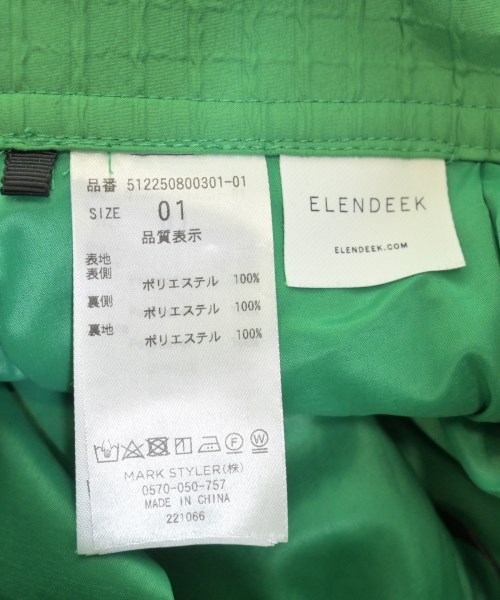 品番 512250800301-01
SIZE 01
品質表示
表地
表側 ポリエステル 100%
裏側 ポリエステル 100%
裏地 ポリエステル 100%
F W
MARK STYLER(株)
0570-050-757
MADE IN CHINA
221066
ELENDEEK
ELENDEEK.COM